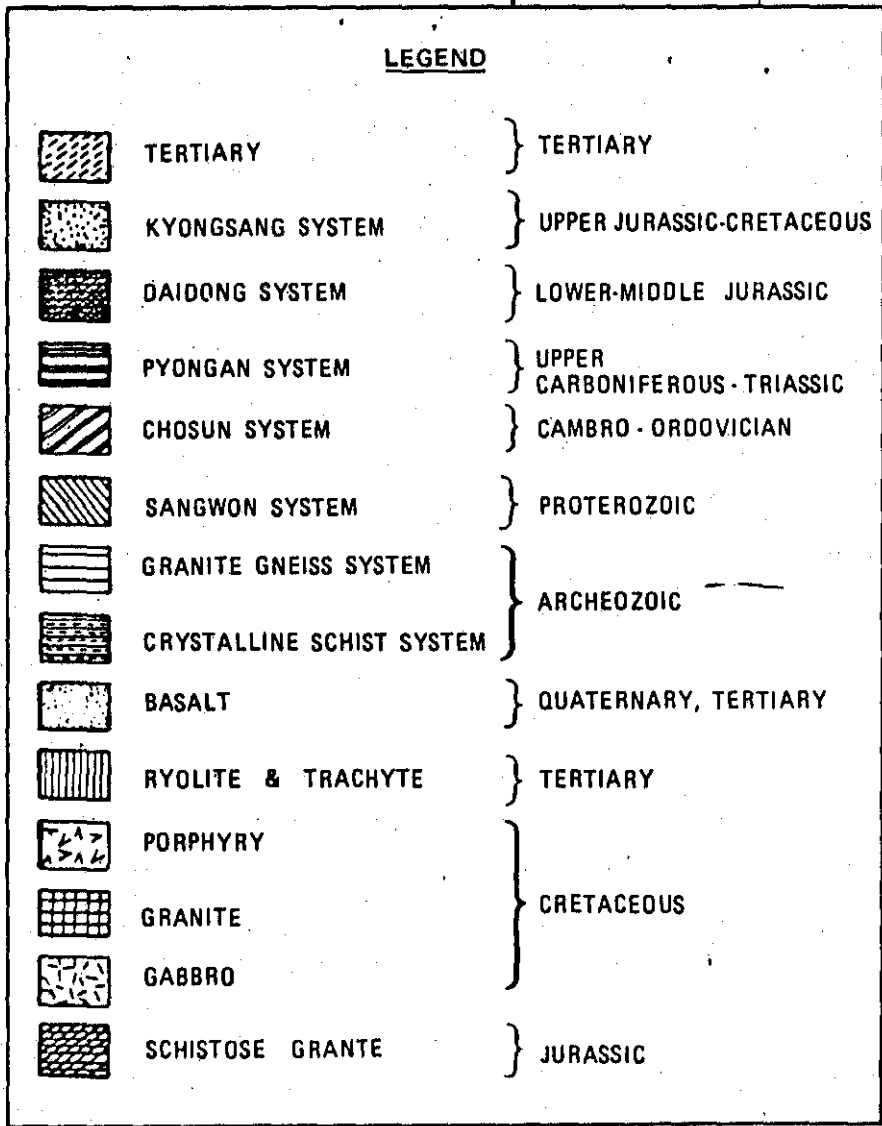 LEGEND
TERTIARY } TERTIARY
KYONGSANG SYSTEM } UPPER JURASSIC-CRETACEOUS
DAIDONG SYSTEM } LOWER-MIDDLE JURASSIC
PYONGAN SYSTEM } UPPER
CARBONIFEROUS - TRIASSIC
CHOSUN SYSTEM } CAMBRO - ORDOVICIAN
SANGWON SYSTEM } PROTEROZOIC
GRANITE GNEISS SYSTEM
} ARCHEOZOIC
CRYSTALLINE SCHIST SYSTEM
BASALT } QUATERNARY, TERTIARY
RYOLITE & TRACHYTE } TERTIARY
PORPHYRY
GRANITE } CRETACEOUS
GABBRO
SCHISTOSE GRANTE } JURASSIC